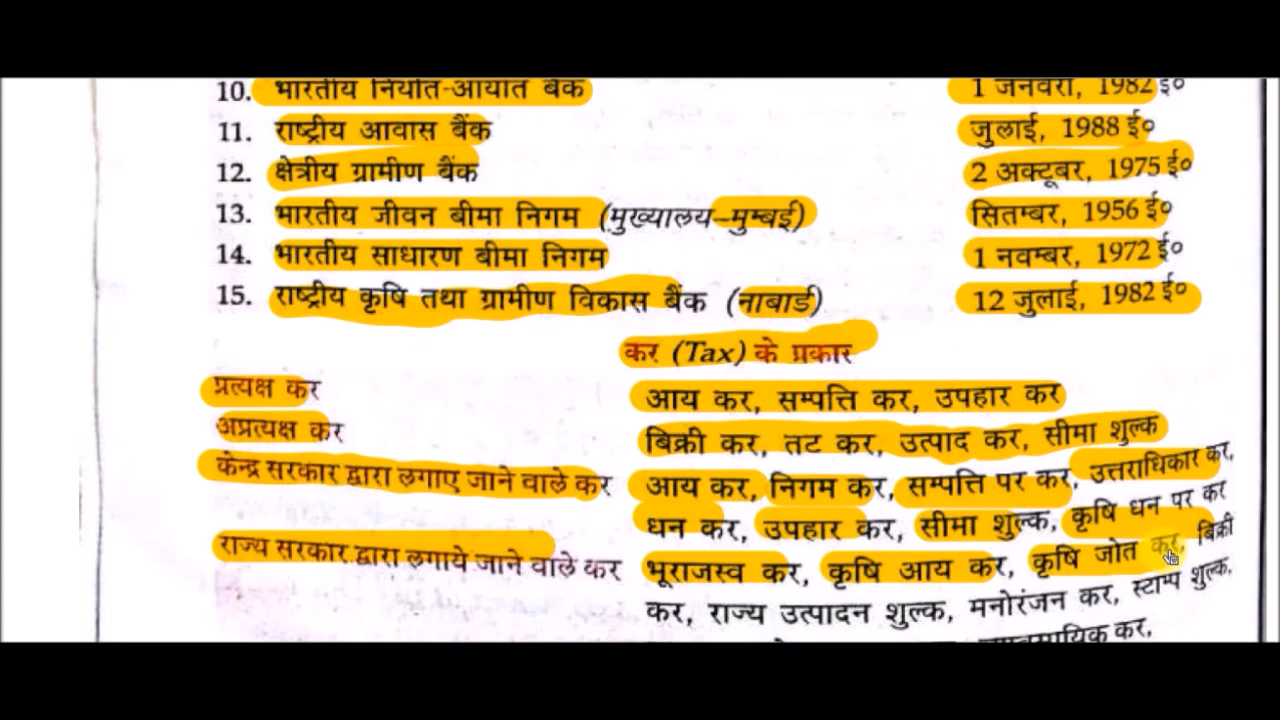 10. भारतीय निर्यात-आयात बैंक 1 जनवरी, 1982 ई०
11. राष्ट्रीय आवास बैंक जुलाई, 1988 ई०
12. क्षेत्रीय ग्रामीण बैंक 2 अक्टूबर, 1975 ई०
13. भारतीय जीवन बीमा निगम (मुख्यालय–मुम्बई) सितम्बर, 1956 ई०
14. भारतीय साधारण बीमा निगम 1 नवम्बर, 1972 ई०
15. राष्ट्रीय कृषि तथा ग्रामीण विकास बैंक (नाबार्ड) 12 जुलाई, 1982 ई०
कर (Tax) के प्रकार
प्रत्यक्ष कर आय कर, सम्पत्ति कर, उपहार कर
अप्रत्यक्ष कर बिक्री कर, तट कर, उत्पाद कर, सीमा शुल्क
केन्द्र सरकार द्वारा लगाए जाने वाले कर आय कर, निगम कर, सम्पत्ति पर कर, उत्तराधिकार कर,
धन कर, उपहार कर, सीमा शुल्क, कृषि धन पर कर
राज्य सरकार द्वारा लगाये जाने वाले कर भूराजस्व कर, कृषि आय कर, कृषि जोत कर, बिक्री
कर, राज्य उत्पादन शुल्क, मनोरंजन कर, स्टाम्प शुल्क,
कर,